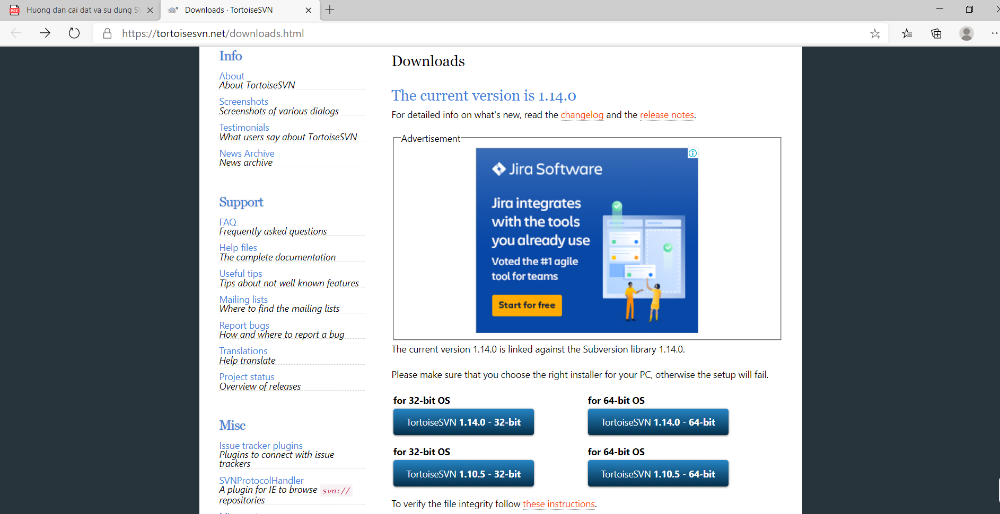 Huong dan cai dat va su dung SV
Downloads · TortoiseSVN
https://tortoisesvn.net/downloads.html
Info
About
About TortoiseSVN
Screenshots
Screenshots of various dialogs
Testimonials
What users say about TortoiseSVN
News Archive
News archive
Support
FAQ
Frequently asked questions
Help files
The complete documentation
Useful tips
Tips about not well known features
Mailing lists
Where to find the mailing lists
Report bugs
How and where to report a bug
Translations
Help translate
Project status
Overview of releases
Misc
Issue tracker plugins
Plugins to connect with issue
trackers
SVNProtocolHandler
A plugin for IE to browse svn://
repositories
Downloads
The current version is 1.14.0
For detailed info on what's new, read the changelog and the release notes.
Advertisement
Jira Software
Jira integrates
with the tools
you already use
Voted the #1 agile
tool for teams
Start for free
The current version 1.14.0 is linked against the Subversion library 1.14.0.
Please make sure that you choose the right installer for your PC, otherwise the setup will fail.
for 32-bit OS
TortoiseSVN 1.14.0 - 32-bit
for 64-bit OS
TortoiseSVN 1.14.0 - 64-bit
for 32-bit OS
TortoiseSVN 1.10.5 - 32-bit
for 64-bit OS
TortoiseSVN 1.10.5 - 64-bit
To verify the file integrity follow these instructions.